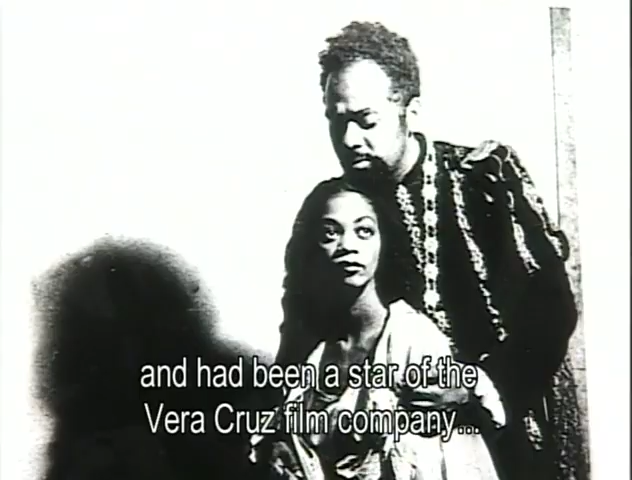 and had been a star of the
Vera Cruz film company...